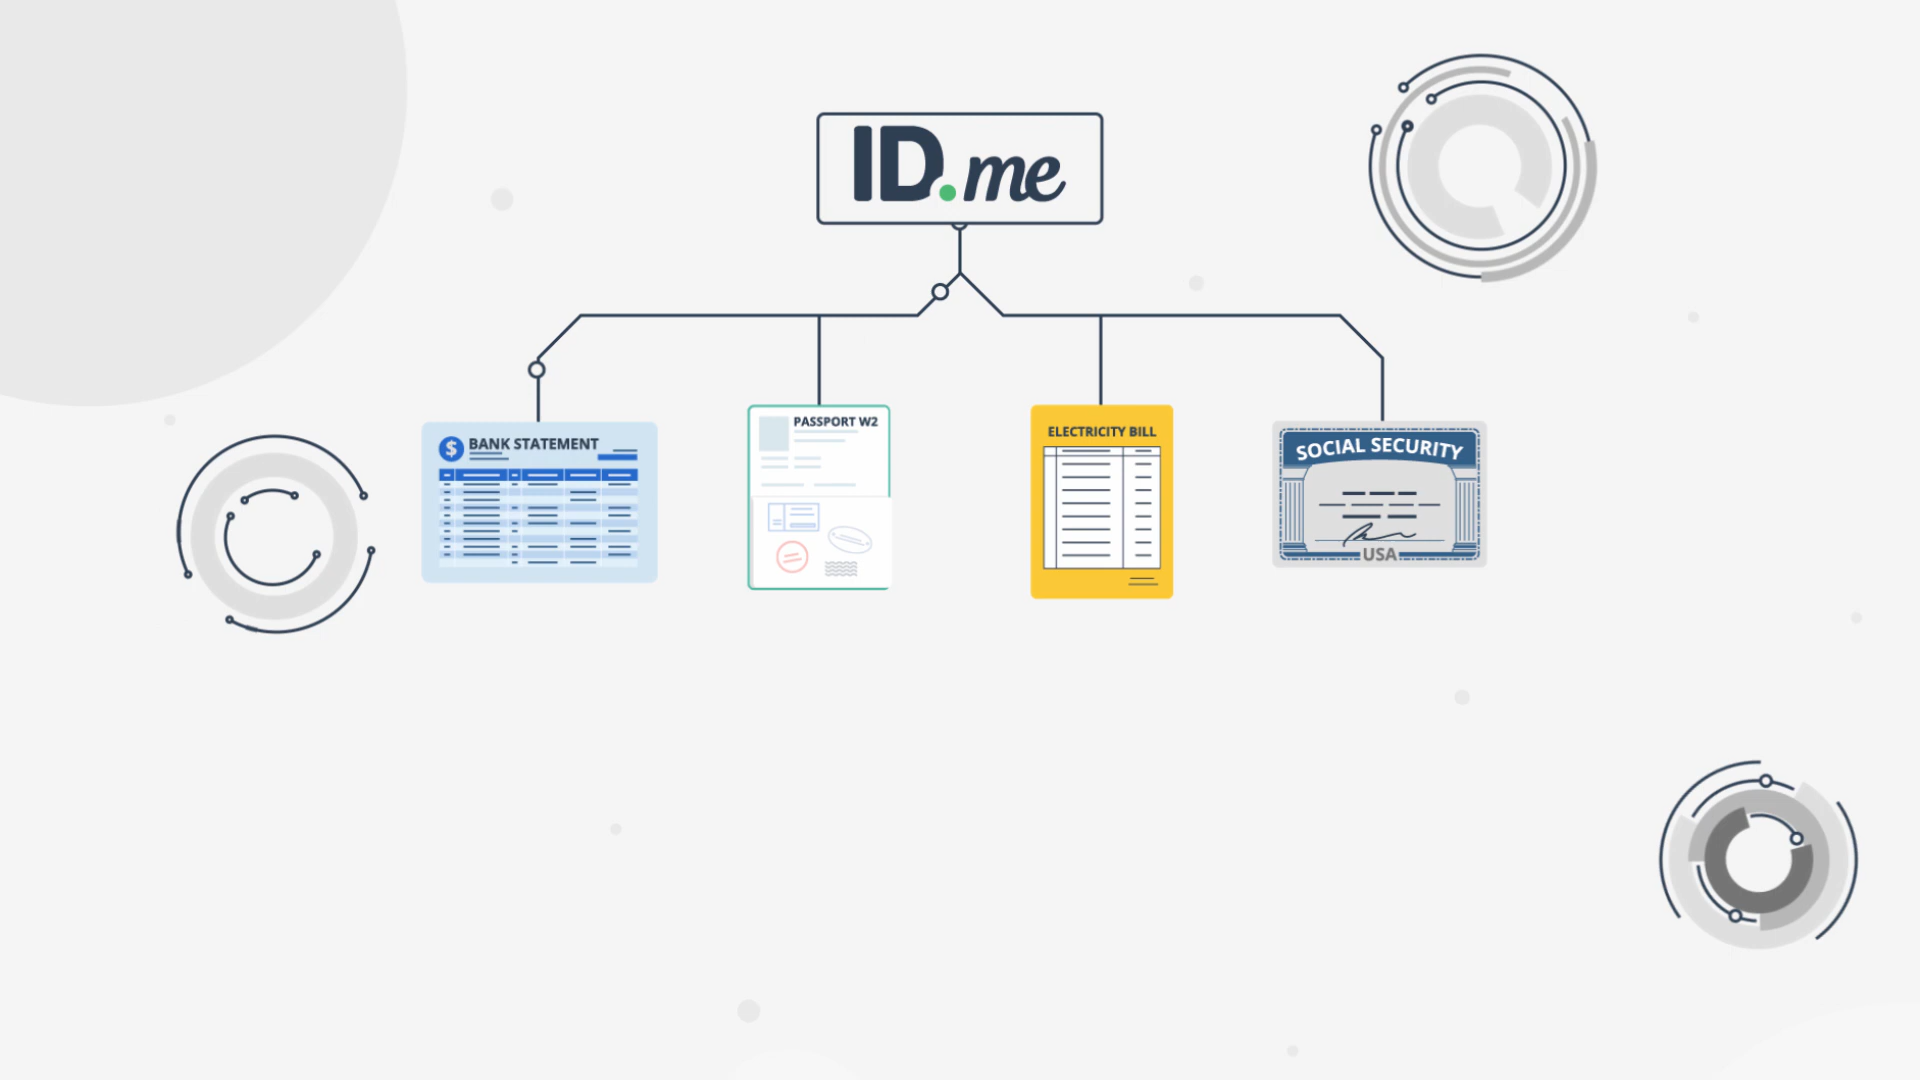 ID.me
$ BANK STATEMENT
PASSPORT W2
ELECTRICITY BILL
SOCIAL SECURITY
USA